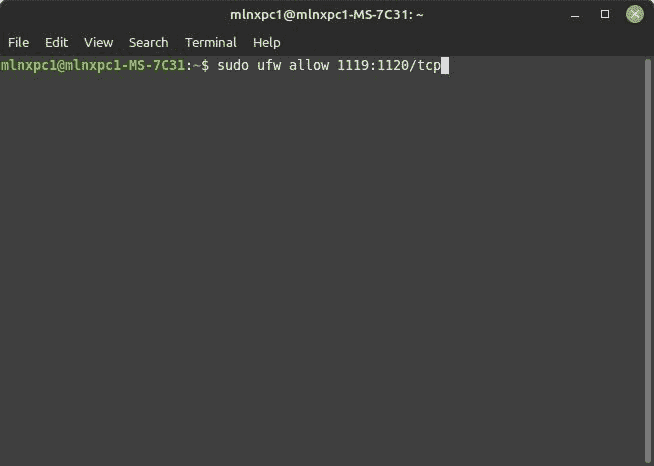 mlnxpc1@mlnxpc1-MS-7C31: ~
File Edit View Search Terminal Help
mlnxpc1@mlnxpc1-MS-7C31:~$ sudo ufw allow 1119:1120/tcp